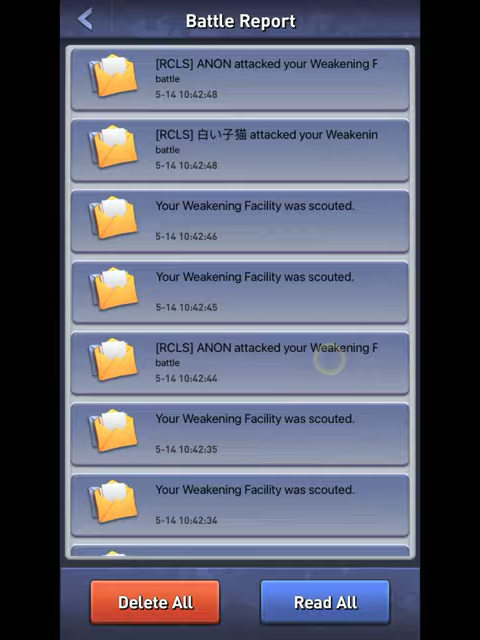 Battle Report
[RCLS] ANON attacked your Weakening F
battle
5-14 10:42:48
[RCLS] 白い子猫 attacked your Weakenin
battle
5-14 10:42:48
Your Weakening Facility was scouted.
5-14 10:42:46
Your Weakening Facility was scouted.
5-14 10:42:45
[RCLS] ANON attacked your Weakening F
battle
5-14 10:42:44
Your Weakening Facility was scouted.
5-14 10:42:35
Your Weakening Facility was scouted.
5-14 10:42:34
Delete All
Read All